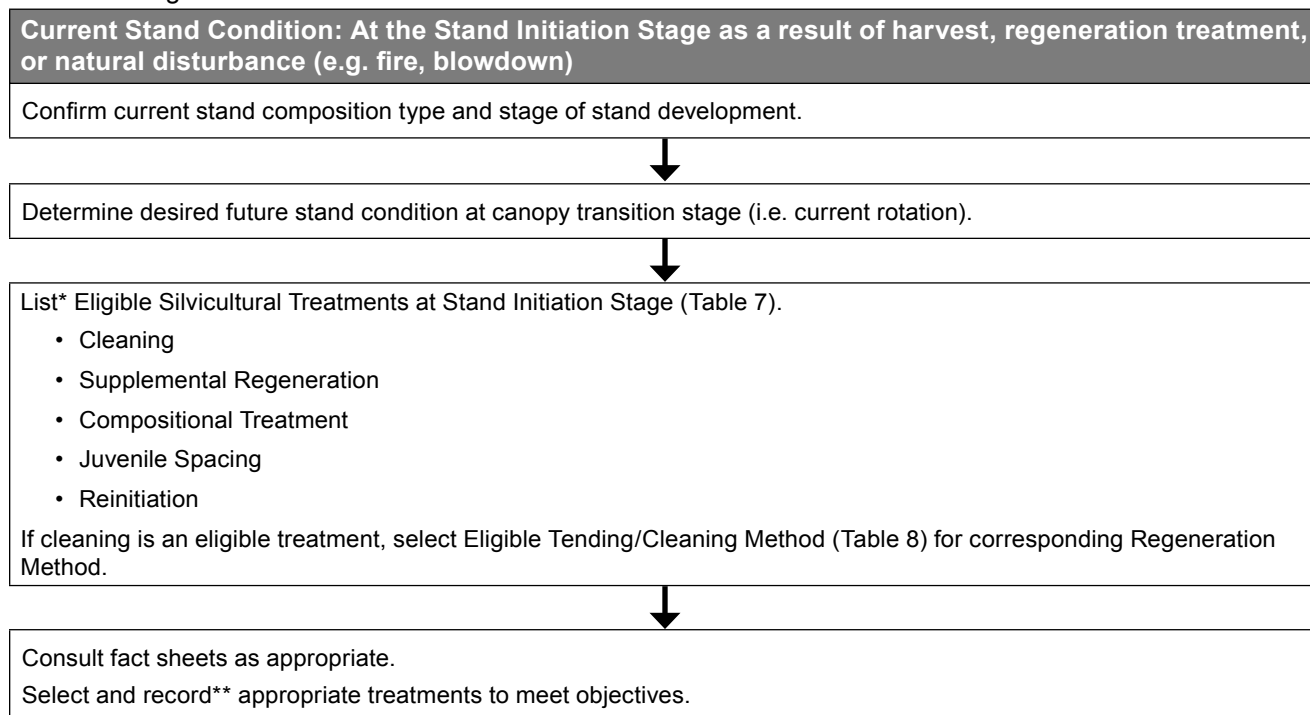 Current Stand Condition: At the Stand Initiation Stage as a result of harvest, regeneration treatment,
or natural disturbance (e.g. fire, blowdown)
Confirm current stand composition type and stage of stand development.
Determine desired future stand condition at canopy transition stage (i.e. current rotation).
List* Eligible Silvicultural Treatments at Stand Initiation Stage (Table 7).
• Cleaning
• Supplemental Regeneration
• Compositional Treatment
• Juvenile Spacing
• Reinitiation
If cleaning is an eligible treatment, select Eligible Tending/Cleaning Method (Table 8) for corresponding Regeneration
Method.
Consult fact sheets as appropriate.
Select and record** appropriate treatments to meet objectives.